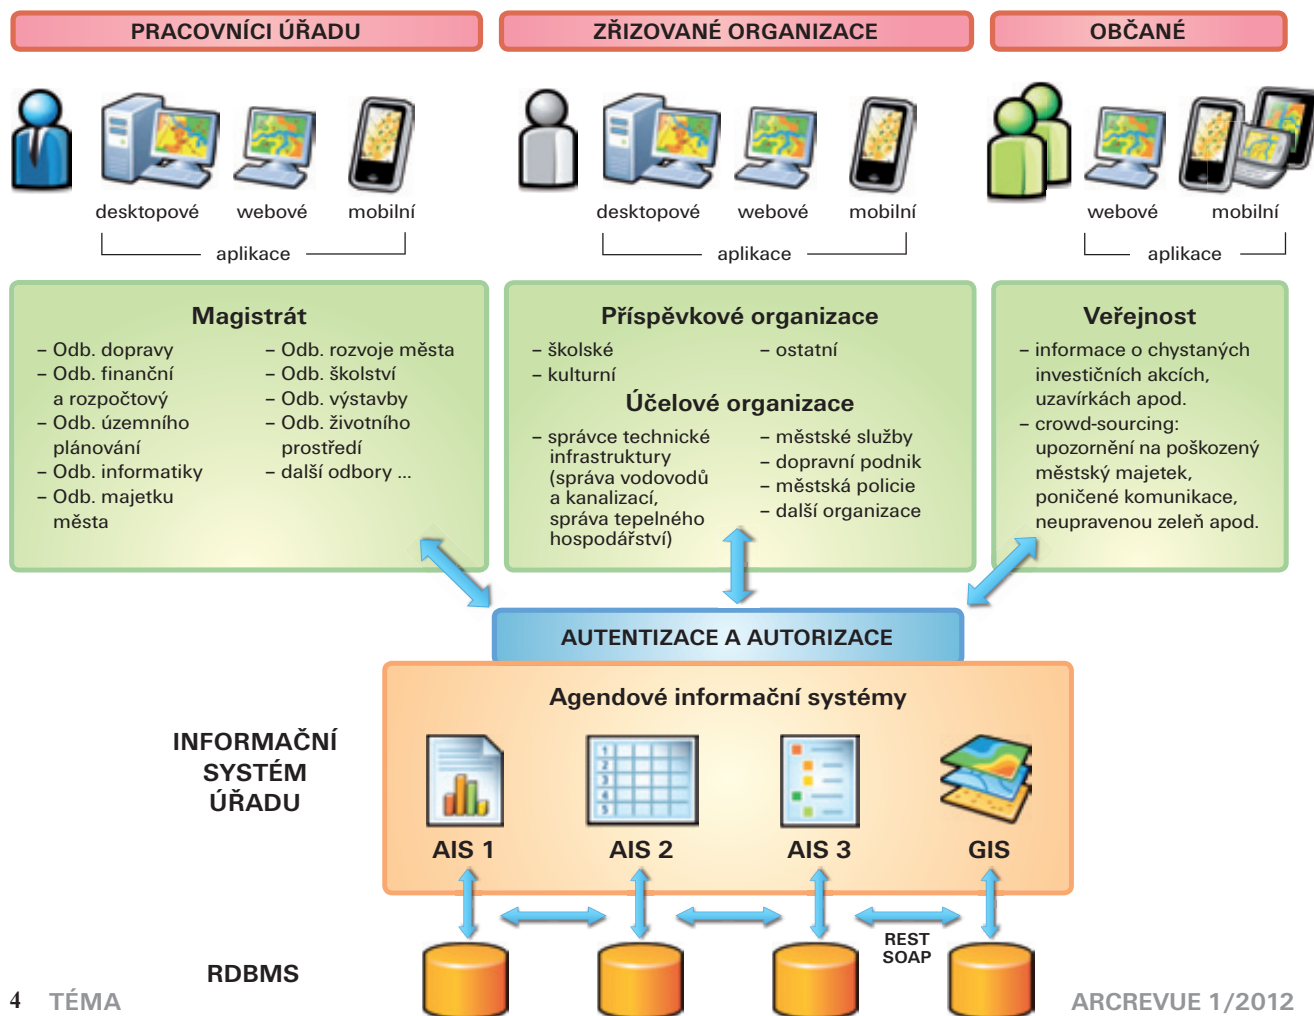 PRACOVNÍCI ÚŘADU
ZŘIZOVANÉ ORGANIZACE
OBČANÉ
desktopové
webové
mobilní
aplikace
desktopové
webové
mobilní
aplikace
webové
mobilní
aplikace
Magistrát
– Odb. dopravy
– Odb. finanční
a rozpočtový
– Odb. územního
plánování
– Odb. informatiky
– Odb. majetku
města
– Odb. rozvoje města
– Odb. školství
– Odb. výstavby
– Odb. životního
prostředí
– další odbory ...
Příspěvkové organizace
– školské
– kulturní
– ostatní
Účelové organizace
– správce technické
infrastruktury
(správa vodovodů
a kanalizací,
správa tepelného
hospodářství)
– městské služby
– dopravní podnik
– městská policie
– další organizace
Veřejnost
– informace o chystaných
investičních akcích,
uzavírkách apod.
– crowd-sourcing:
upozornění na poškozený
městský majetek,
poničené komunikace,
neupravenou zeleň apod.
AUTENTIZACE A AUTORIZACE
Agendové informační systémy
INFORMAČNÍ
SYSTÉM
ÚŘADU
1
2
3
4
5
AIS 1
AIS 2
AIS 3
GIS
REST
SOAP
RDBMS
4 TÉMA
ARCREVUE 1/2012